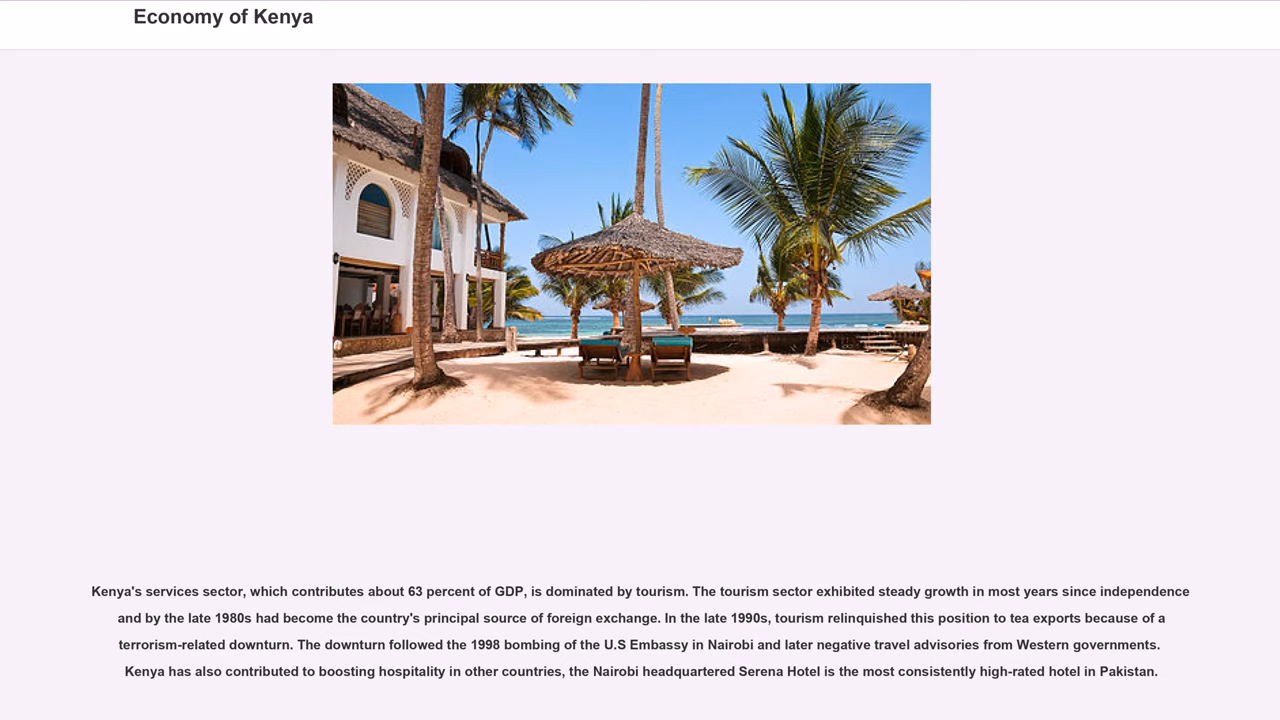 Economy of Kenya
Kenya's services sector, which contributes about 63 percent of GDP, is dominated by tourism. The tourism sector exhibited steady growth in most years since independence
and by the late 1980s had become the country's principal source of foreign exchange. In the late 1990s, tourism relinquished this position to tea exports because of a
terrorism-related downturn. The downturn followed the 1998 bombing of the U.S Embassy in Nairobi and later negative travel advisories from Western governments.
Kenya has also contributed to boosting hospitality in other countries, the Nairobi headquartered Serena Hotel is the most consistently high-rated hotel in Pakistan.